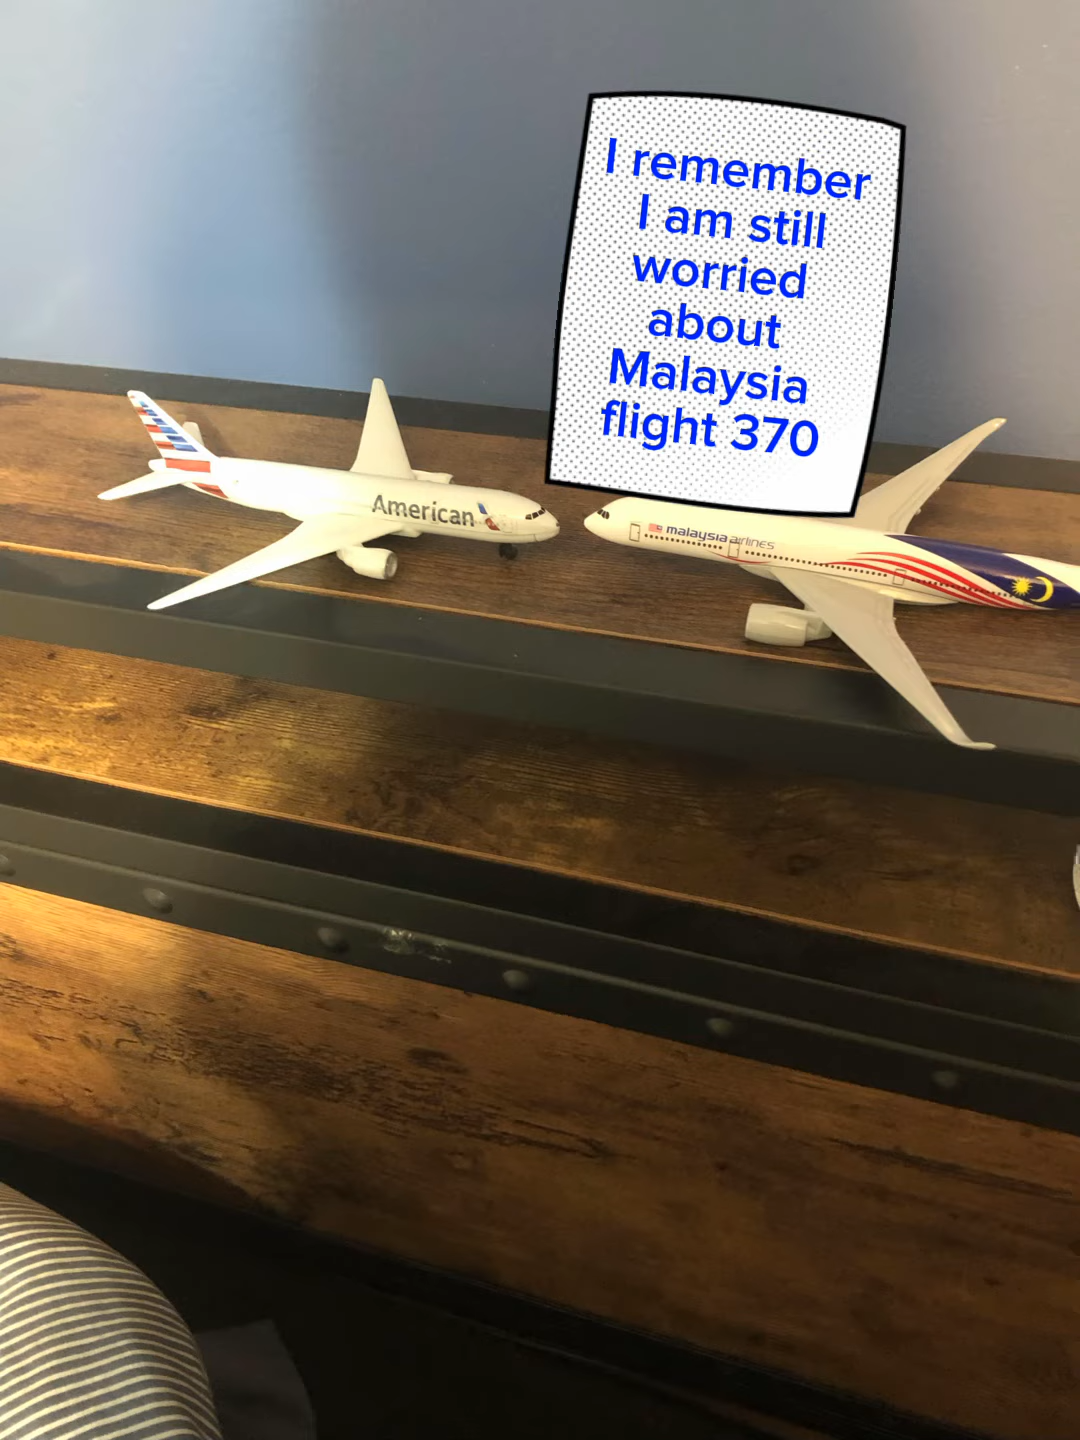 I remember
I am still
worried
about
Malaysia
flight 370
American
malaysia airlines